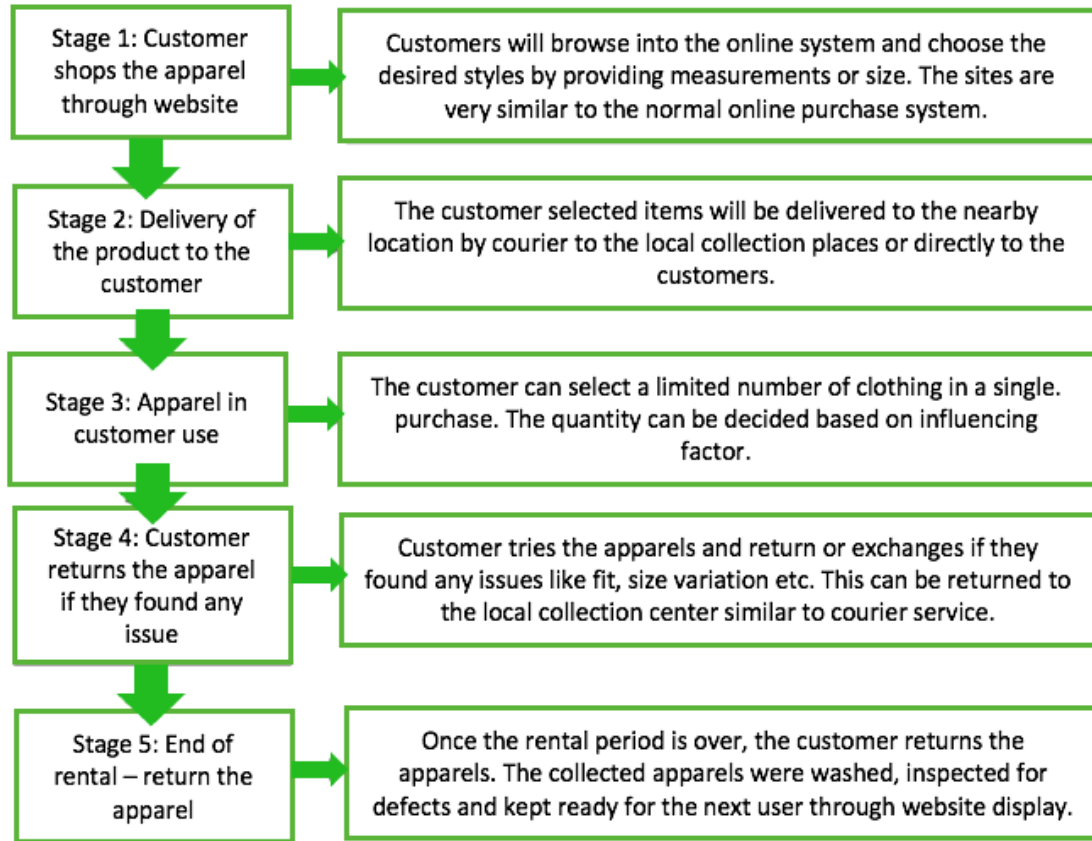 Stage 1: Customer
shops the apparel
through website
Customers will browse into the online system and choose the
desired styles by providing measurements or size. The sites are
very similar to the normal online purchase system.
Stage 2: Delivery of
the product to the
customer
The customer selected items will be delivered to the nearby
location by courier to the local collection places or directly to the
customers.
Stage 3: Apparel in
customer use
The customer can select a limited number of clothing in a single.
purchase. The quantity can be decided based on influencing
factor.
Stage 4: Customer
returns the apparel
if they found any
issue
Customer tries the apparels and return or exchanges if they
found any issues like fit, size variation etc. This can be returned to
the local collection center similar to courier service.
Stage 5: End of
rental – return the
apparel
Once the rental period is over, the customer returns the
apparels. The collected apparels were washed, inspected for
defects and kept ready for the next user through website display.